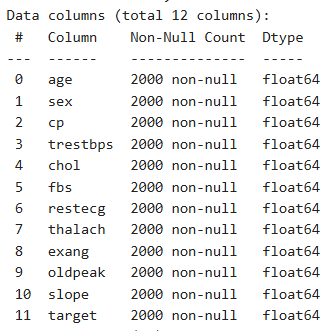 Data columns (total 12 columns):
#   Column    Non-Null Count  Dtype
---  ------    --------------  -----
0   age       2000 non-null   float64
1   sex       2000 non-null   float64
2   cp        2000 non-null   float64
3   trestbps  2000 non-null   float64
4   chol      2000 non-null   float64
5   fbs       2000 non-null   float64
6   restecg   2000 non-null   float64
7   thalach   2000 non-null   float64
8   exang     2000 non-null   float64
9   oldpeak   2000 non-null   float64
10  slope     2000 non-null   float64
11  target    2000 non-null   float64